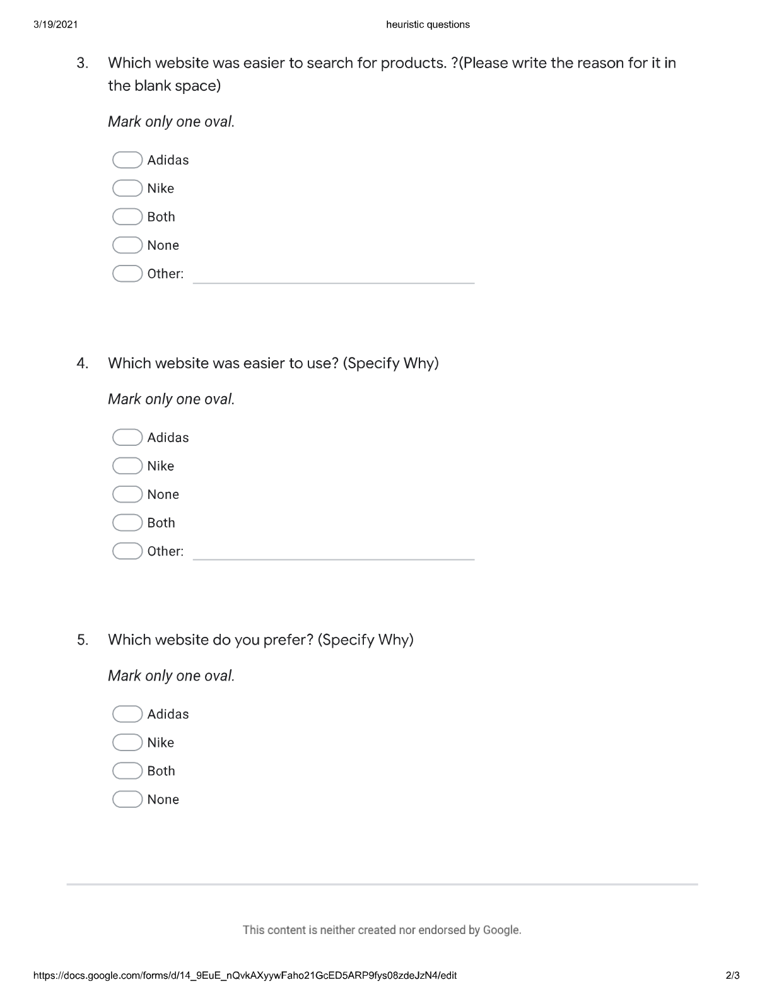 3/19/2021 heuristic questions
3. Which website was easier to search for products. ?(Please write the reason for it in
the blank space)
Mark only one oval.
Adidas
Nike
Both
None
Other:
4. Which website was easier to use? (Specify Why)
Mark only one oval.
Adidas
Nike
None
Both
Other:
5. Which website do you prefer? (Specify Why)
Mark only one oval.
Adidas
Nike
Both
None
This content is neither created nor endorsed by Google.
https://docs.google.com/forms/d/14_9EuE_nQvkAXyywFaho21GcED5ARP9fys08zdeJzN4/edit 2/3